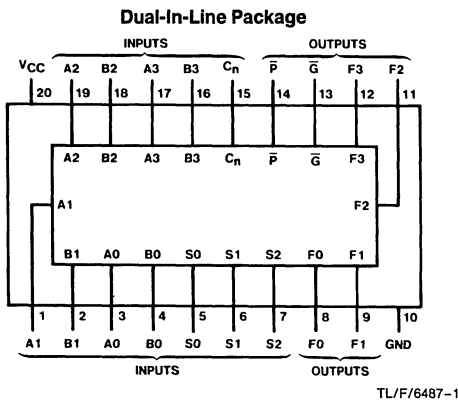 Dual-In-Line Package
INPUTS OUTPUTS
VCC A2 B2 A3 B3 Cn P̅ G̅ F3 F2
20 19 18 17 16 15 14 13 12 11
A2 B2 A3 B3 Cn P̅ G̅ F3
A1 F2
B1 A0 B0 S0 S1 S2 F0 F1
1 2 3 4 5 6 7 8 9 10
A1 B1 A0 B0 S0 S1 S2 F0 F1 GND
INPUTS OUTPUTS
TL/F/6487–1